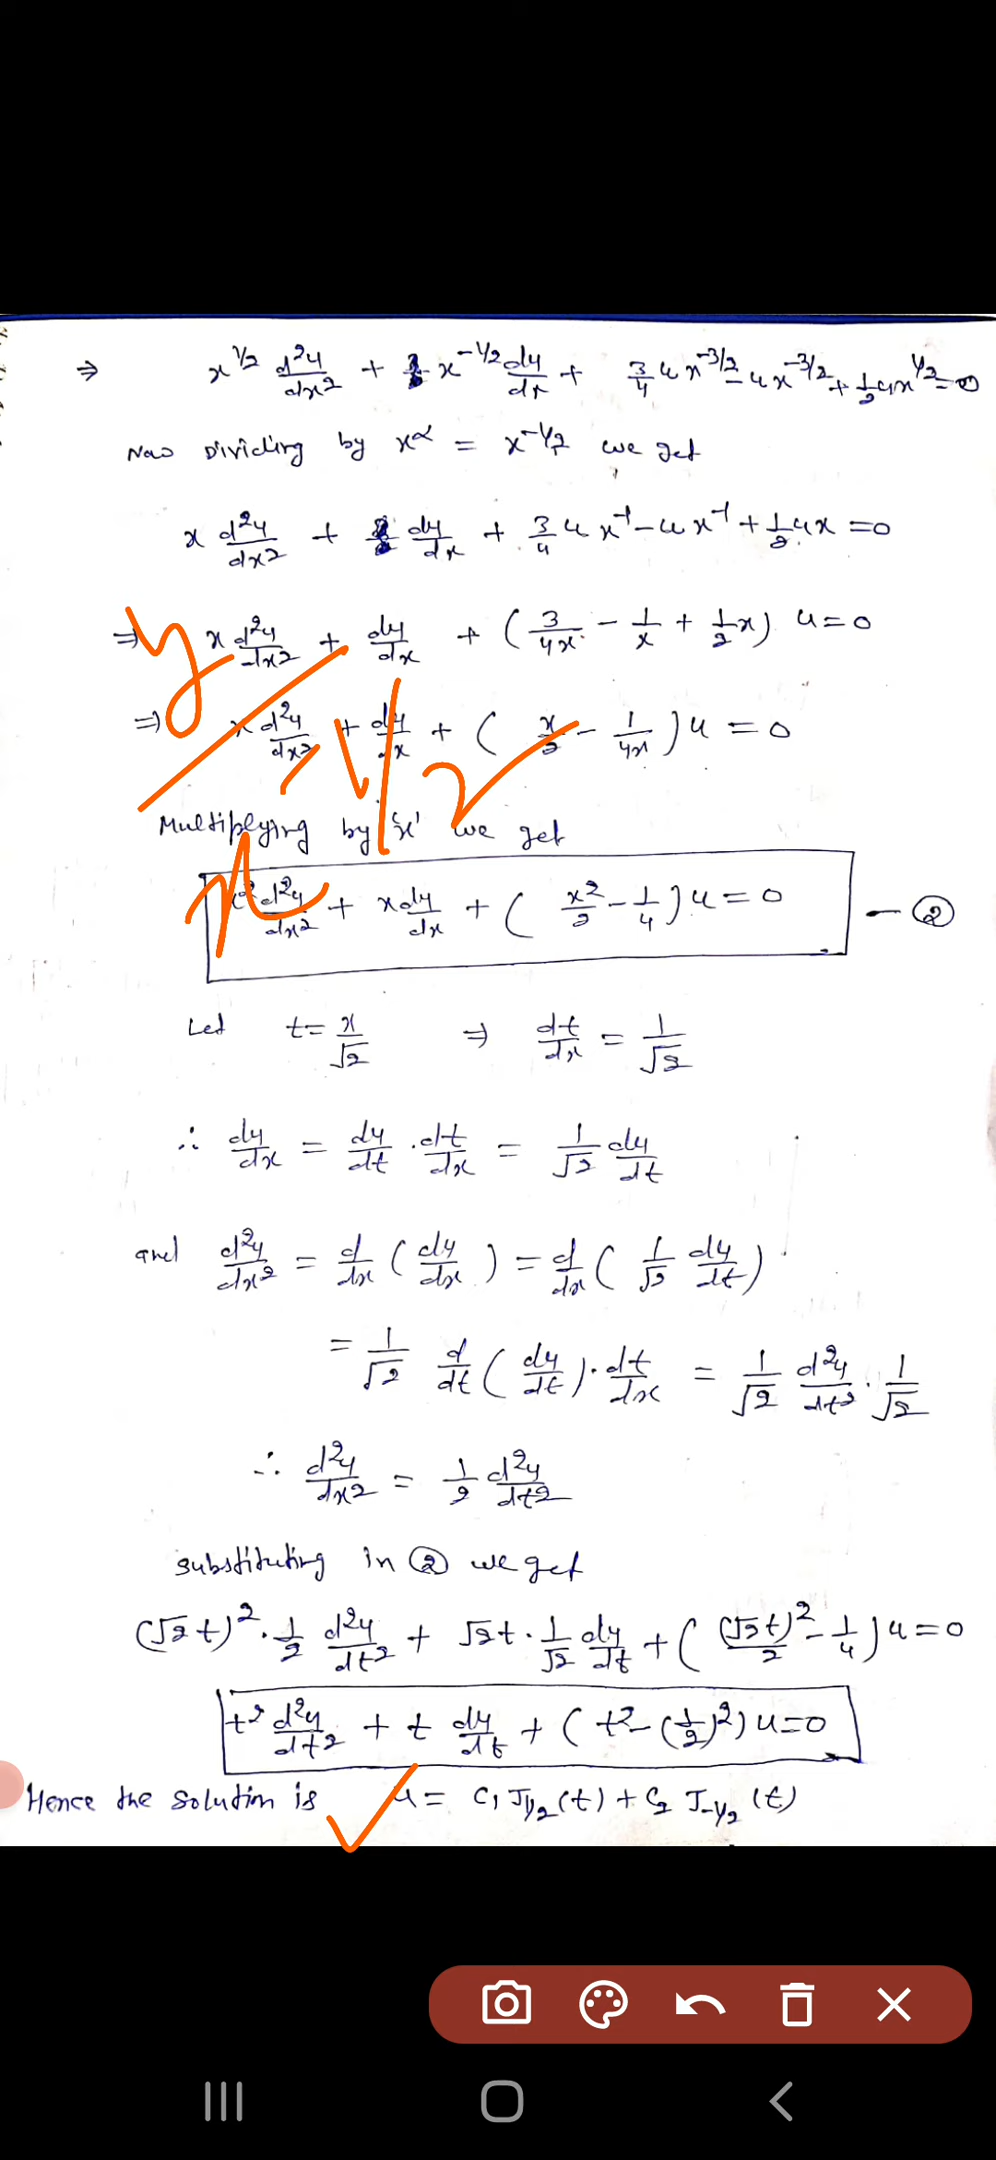 ⇒ x^1/2 d²u/dx² + x^-1/2 du/dx + 3/4 u x^-3/2 - u x^-3/2 + 1/2 u x^1/2 = 0
Now Dividing by x^α = x^-1/2 we get
x d²u/dx² + du/dx + 3/4 u x^-1 - u x^-1 + 1/2 u x = 0
⇒ x d²u/dx² + du/dx + ( 3/4x - 1/x + 1/2 x ) u = 0
⇒ x d²u/dx² + du/dx + ( x/2 - 1/4x ) u = 0
Multiplying by 'x' we get
x² d²u/dx² + x du/dx + ( x²/2 - 1/4 ) u = 0 — ②
Let t = x/√2 ⇒ dt/dx = 1/√2
∴ du/dx = du/dt · dt/dx = 1/√2 du/dt
and d²u/dx² = d/dx ( du/dx ) = d/dx ( 1/√2 du/dt )
= 1/√2 d/dt ( du/dt ) · dt/dx = 1/√2 d²u/dt² · 1/√2
∴ d²u/dx² = 1/2 d²u/dt²
substituting in ② we get
(√2 t)² · 1/2 d²u/dt² + √2 t · 1/√2 du/dt + ( (√2 t)²/2 - 1/4 ) u = 0
t² d²u/dt² + t du/dt + ( t² - (1/2)² ) u = 0
Hence the solution is u = C₁ J_1/2 (t) + C₂ J_-1/2 (t)